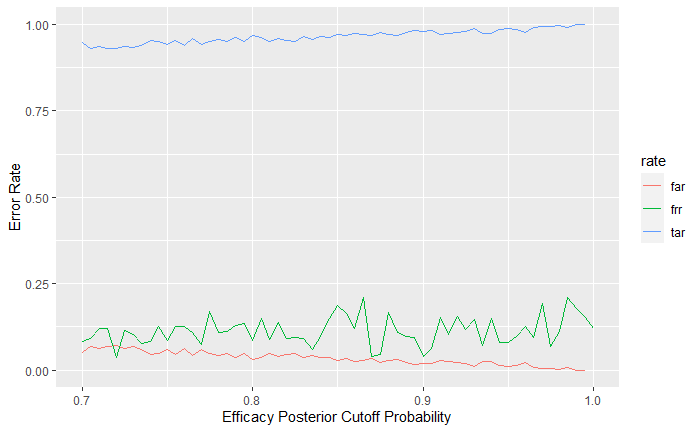 1.00
0.75
0.50
0.25
0.00
Error Rate
0.7
0.8
0.9
1.0
Efficacy Posterior Cutoff Probability
rate
far
frr
tar